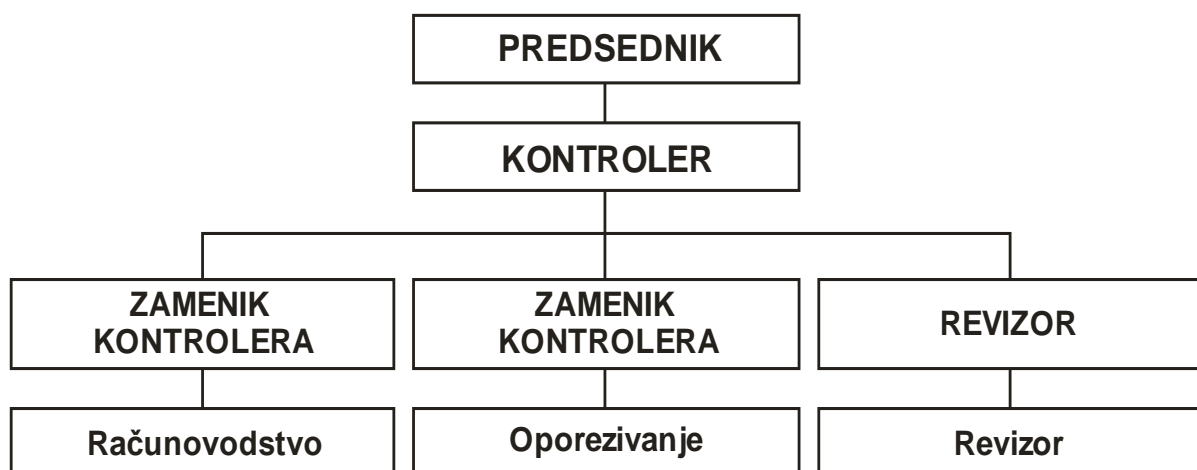 PREDSEDNIK
KONTROLER
ZAMENIK
KONTROLERA
ZAMENIK
KONTROLERA
REVIZOR
Računovodstvo
Oporezivanje
Revizor